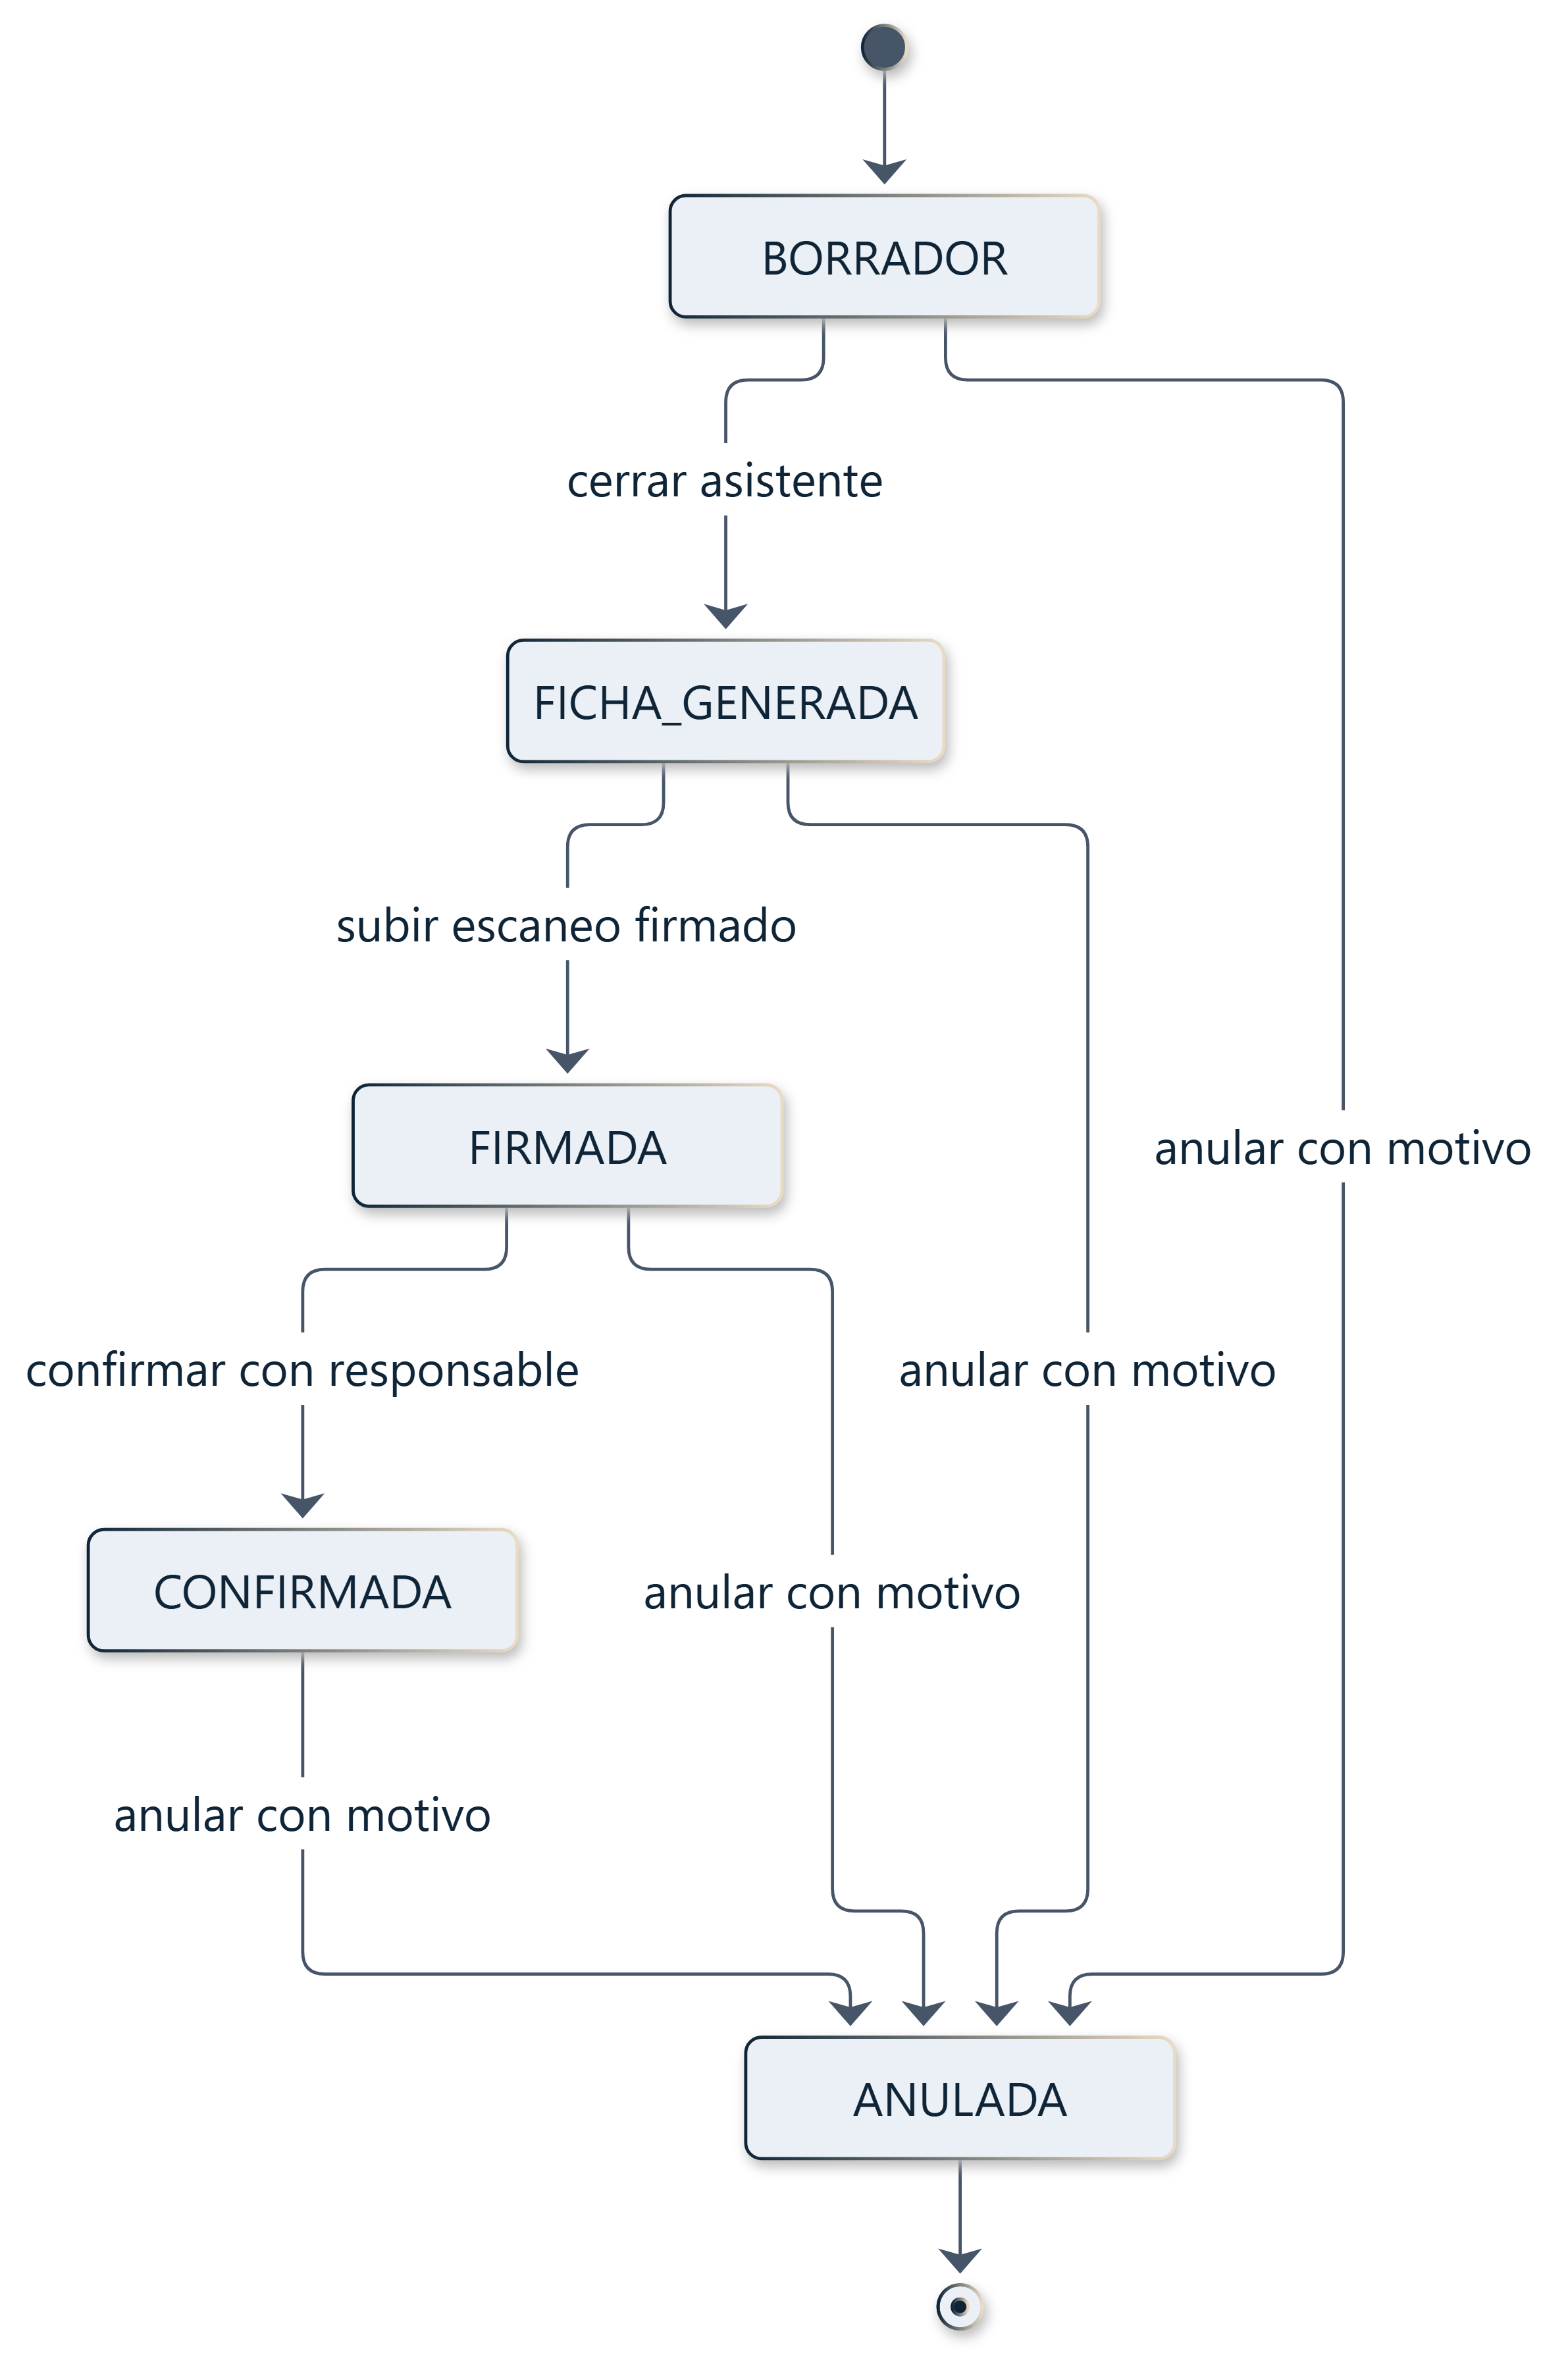 BORRADOR
cerrar asistente
FICHA_GENERADA
subir escaneo firmado
FIRMADA
anular con motivo
confirmar con responsable
anular con motivo
CONFIRMADA
anular con motivo
anular con motivo
ANULADA